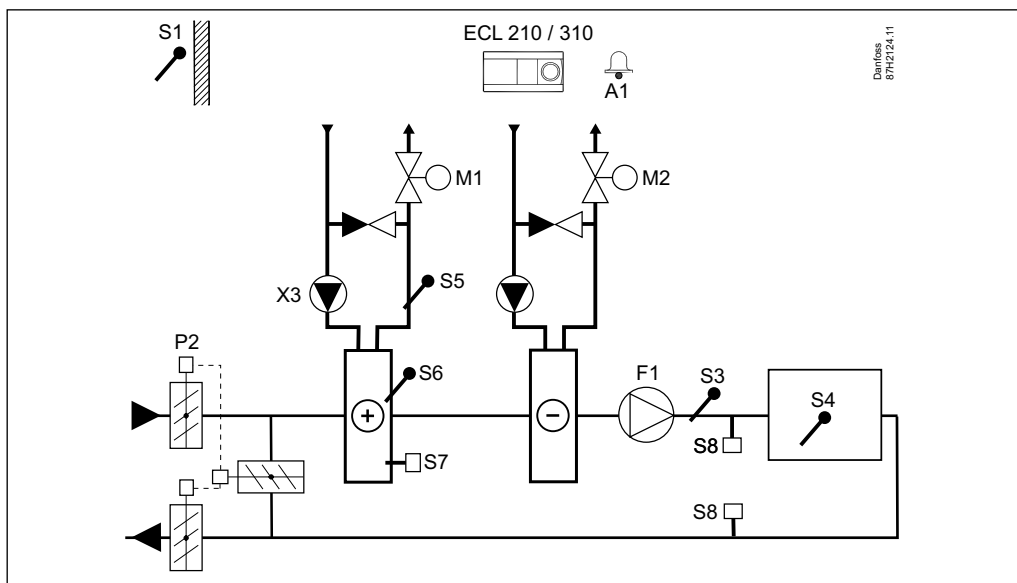 S1
ECL 210 / 310
A1
Danfoss
87H2124.11
M1
M2
S5
X3
P2
S6
F1
S3
S4
+
−
S8
S7
S8